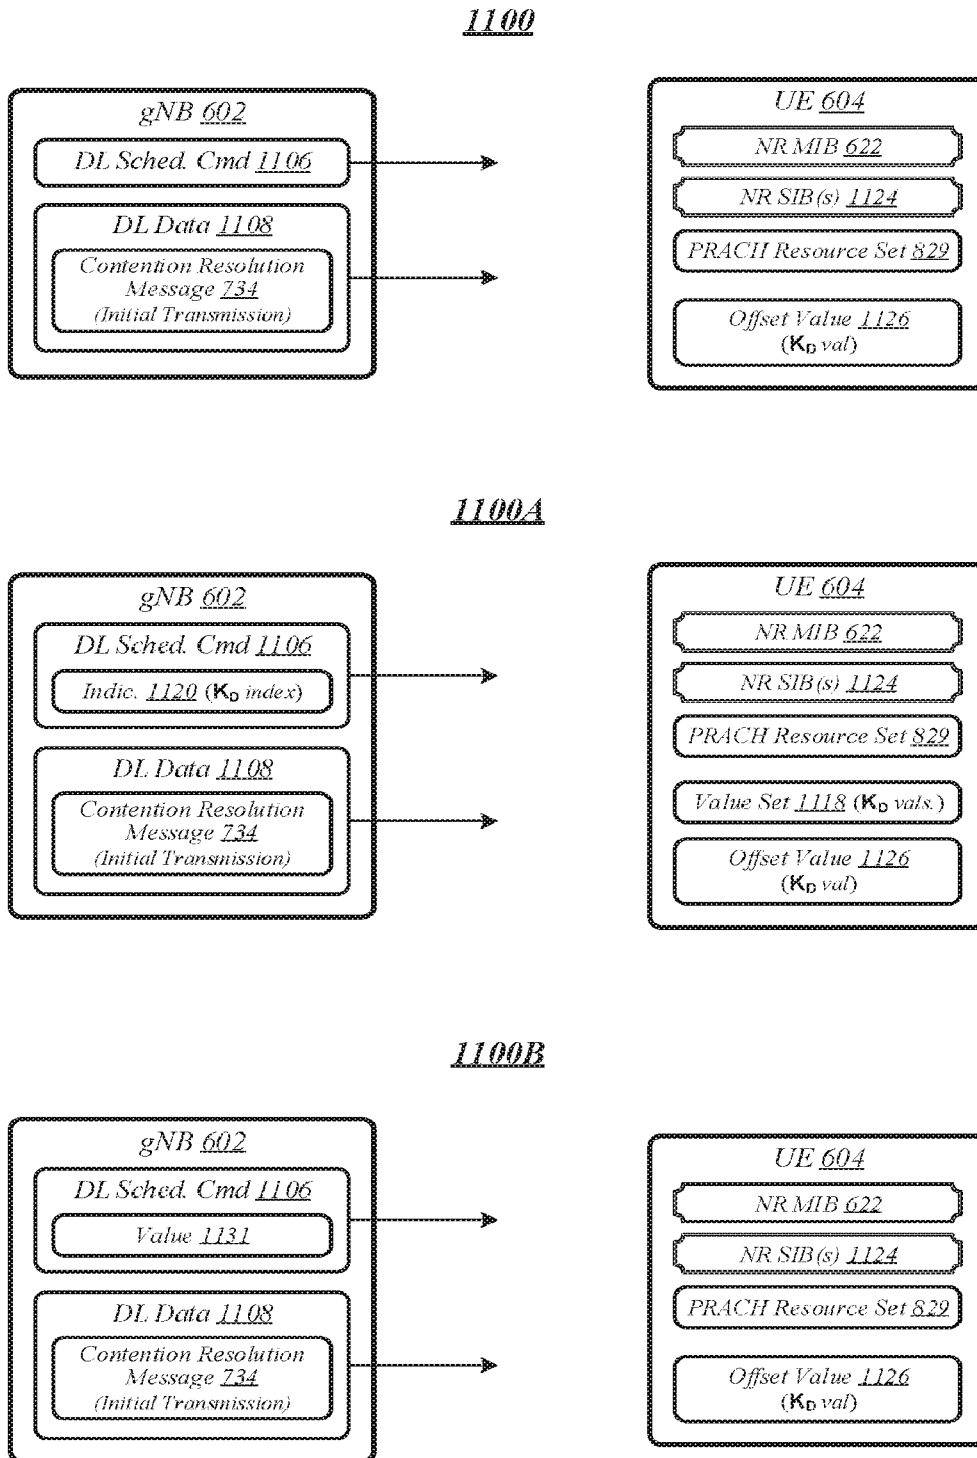 1100
gNB 602
DL Sched. Cmd 1106
DL Data 1108
Contention Resolution
Message 734
(Initial Transmission)
UE 604
NR MIB 622
NR SIB(s) 1124
PRACH Resource Set 829
Offset Value 1126
(KD val)
1100A
gNB 602
DL Sched. Cmd 1106
Indic. 1120 (KD index)
DL Data 1108
Contention Resolution
Message 734
(Initial Transmission)
UE 604
NR MIB 622
NR SIB(s) 1124
PRACH Resource Set 829
Value Set 1118 (KD vals.)
Offset Value 1126
(KD val)
1100B
gNB 602
DL Sched. Cmd 1106
Value 1131
DL Data 1108
Contention Resolution
Message 734
(Initial Transmission)
UE 604
NR MIB 622
NR SIB(s) 1124
PRACH Resource Set 829
Offset Value 1126
(KD val)